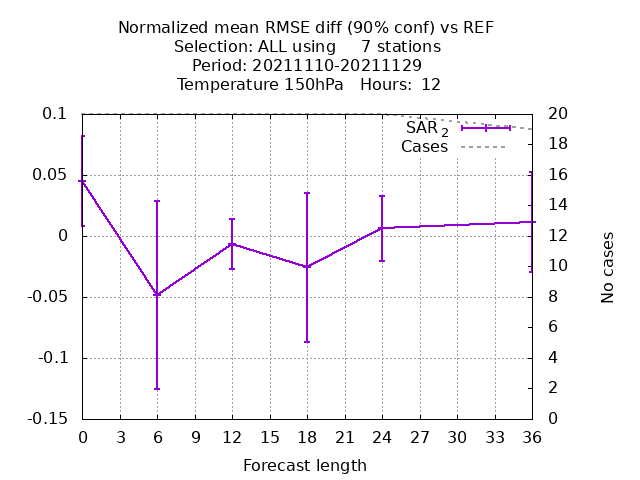 Normalized mean RMSE diff (90% conf) vs REF
Selection: ALL using     7 stations
Period: 20211110-20211129
Temperature 150hPa   Hours:  12
0.1
0.05
0
-0.05
-0.1
-0.15
20
18
16
14
12
10
8
6
4
2
0
SAR 2
Cases
No cases
0 3 6 9 12 15 18 21 24 27 30 33 36
Forecast length